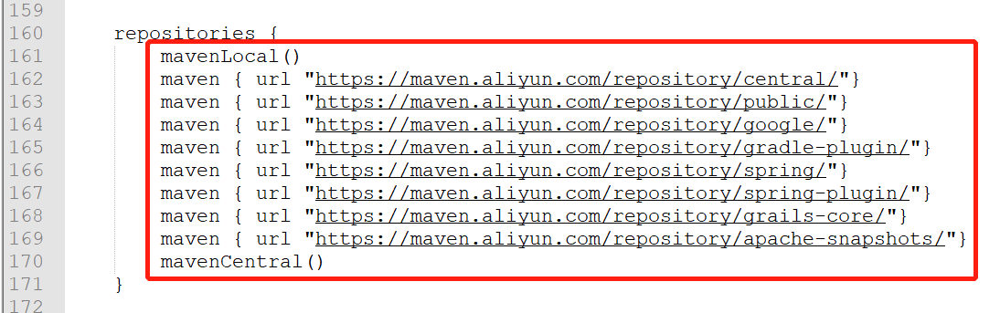 159
160 repositories {
161 mavenLocal()
162 maven { url "https://maven.aliyun.com/repository/central/"}
163 maven { url "https://maven.aliyun.com/repository/public/"}
164 maven { url "https://maven.aliyun.com/repository/google/"}
165 maven { url "https://maven.aliyun.com/repository/gradle-plugin/"}
166 maven { url "https://maven.aliyun.com/repository/spring/"}
167 maven { url "https://maven.aliyun.com/repository/spring-plugin/"}
168 maven { url "https://maven.aliyun.com/repository/grails-core/"}
169 maven { url "https://maven.aliyun.com/repository/apache-snapshots/"}
170 mavenCentral()
171 }
172